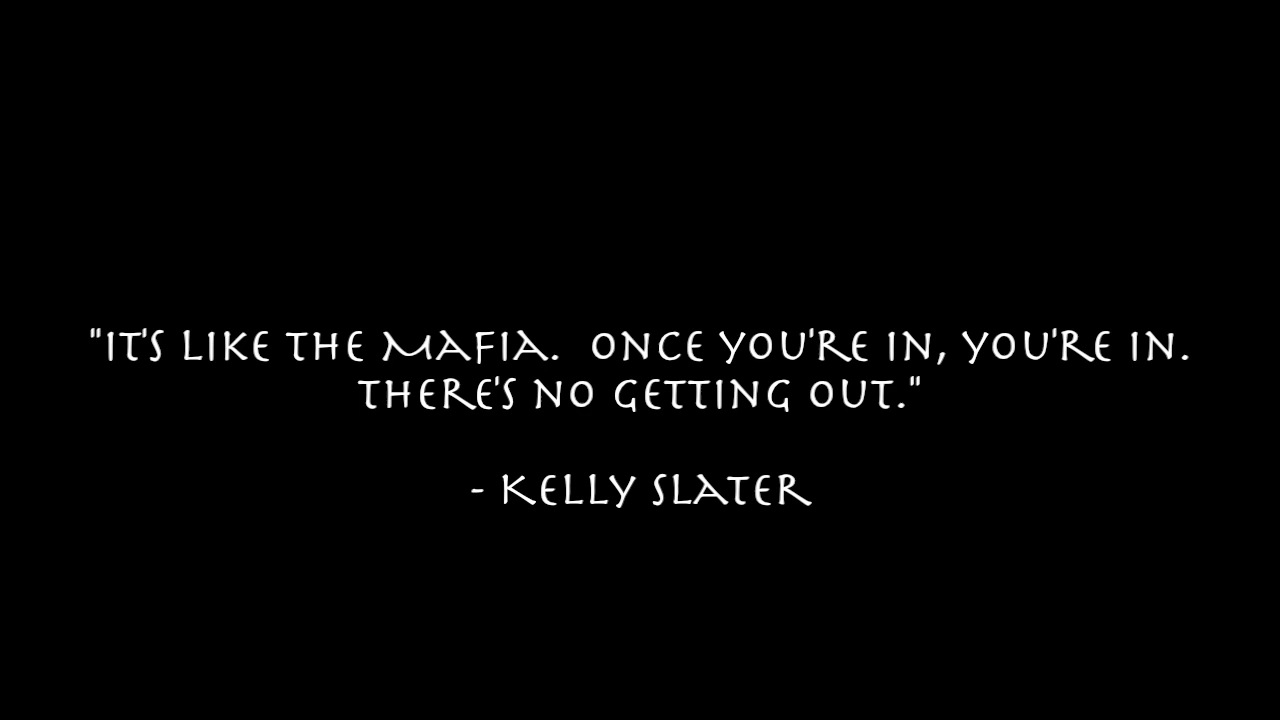 "It's like the Mafia.  Once you're in, you're in.
There's no getting out."
- Kelly Slater